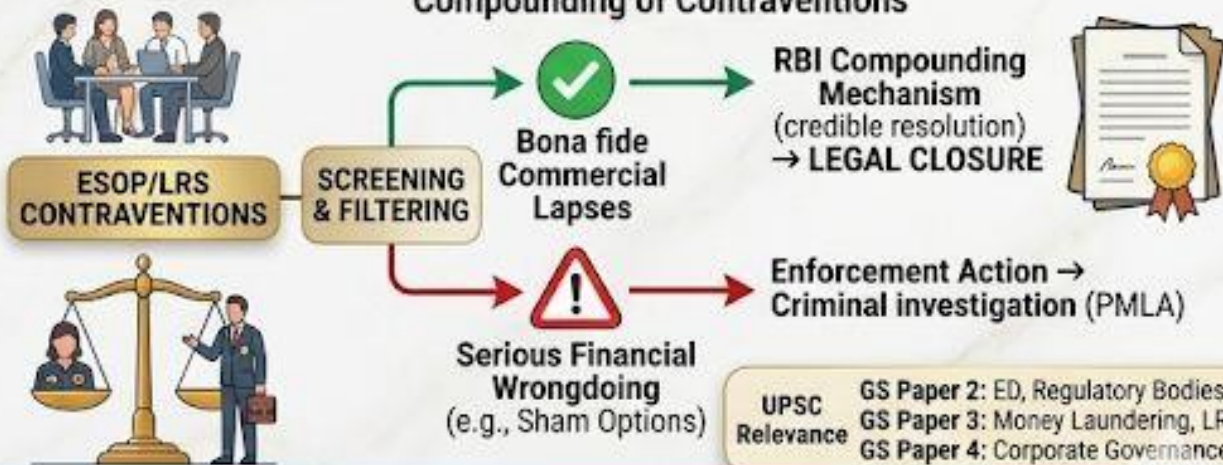 Compounding of Contraventions
ESOP/LRS
CONTRAVENTIONS
SCREENING
& FILTERING
Bona fide
Commercial
Lapses
RBI Compounding
Mechanism
(credible resolution)
→ LEGAL CLOSURE
Serious Financial
Wrongdoing
(e.g., Sham Options)
Enforcement Action →
Criminal investigation (PMLA)
UPSC
Relevance
GS Paper 2: ED, Regulatory Bodies
GS Paper 3: Money Laundering,
GS Paper 4: Corporate Governance